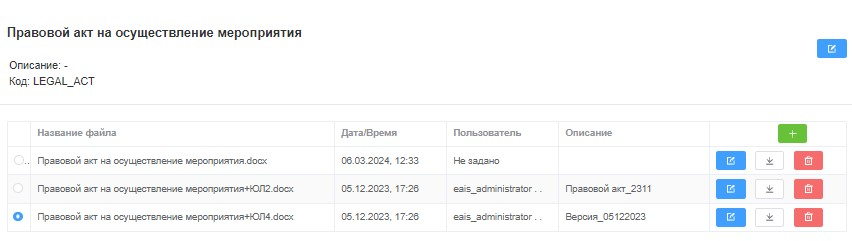 Правовой акт на осуществление мероприятия
Описание: -
Код: LEGAL_ACT
Название файла Дата/Время Пользователь Описание
Правовой акт на осуществление мероприятия.docx 06.03.2024, 12:33 Не задано
Правовой акт на осуществление мероприятия+ЮЛ2.docx 05.12.2023, 17:26 eais_administrator . . Правовой акт_2311
Правовой акт на осуществление мероприятия+ЮЛ4.docx 05.12.2023, 17:26 eais_administrator . . Версия_05122023